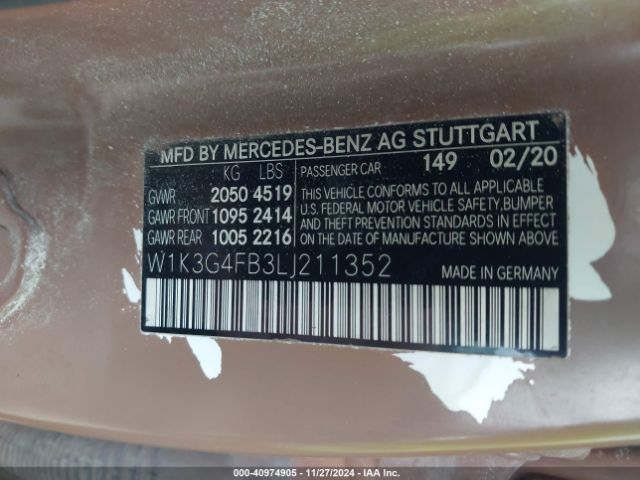 MFD BY MERCEDES-BENZ AG STUTTGART
KG LBS PASSENGER CAR 149 02/20
GVWR 2050 4519
GAWR FRONT 1095 2414
GAWR REAR 1005 2216
THIS VEHICLE CONFORMS TO ALL APPLICABLE
U.S. FEDERAL MOTOR VEHICLE SAFETY,BUMPER
AND THEFT PREVENTION STANDARDS IN EFFECT
ON THE DATE OF MANUFACTURE SHOWN ABOVE
W1K3G4FB3LJ211352 MADE IN GERMANY
000-40974905 | 11/27/2024 - IAA Inc.